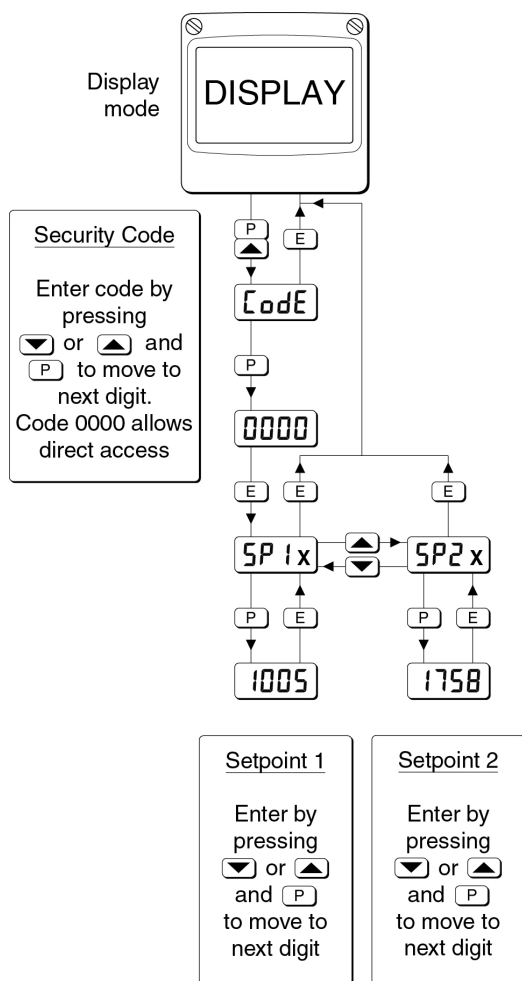 Display
mode
DISPLAY
P
E
Security Code
Enter code by
pressing
or and
P to move to
next digit.
Code 0000 allows
direct access
CodE
P
0000
E E E
SP1x SP2x
P E P E
1005 1758
Setpoint 1
Enter by
pressing
or
and P
to move to
next digit
Setpoint 2
Enter by
pressing
or
and P
to move to
next digit